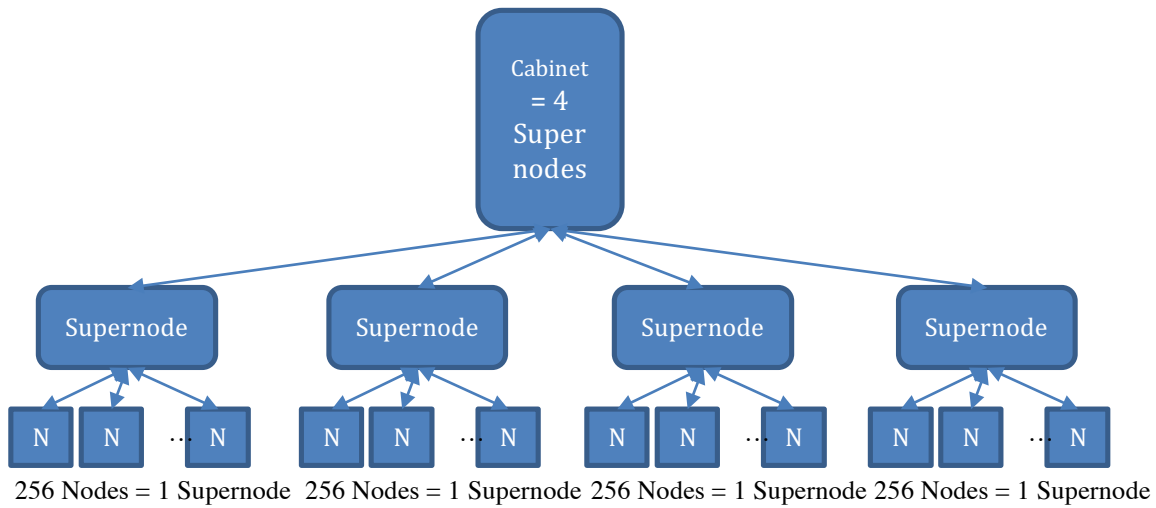 Cabinet
= 4
Super
nodes
Supernode
Supernode
Supernode
Supernode
N N ... N
N N ... N
N N ... N
N N ... N
256 Nodes = 1 Supernode
256 Nodes = 1 Supernode
256 Nodes = 1 Supernode
256 Nodes = 1 Supernode